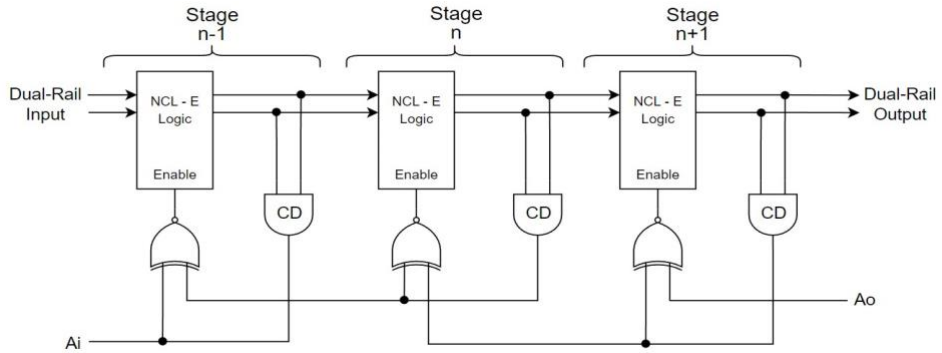 Stage
n-1
Stage
n
Stage
n+1
Dual-Rail
Input
NCL - E
Logic
Enable
CD
NCL - E
Logic
Enable
CD
NCL - E
Logic
Enable
CD
Dual-Rail
Output
Ai
Ao